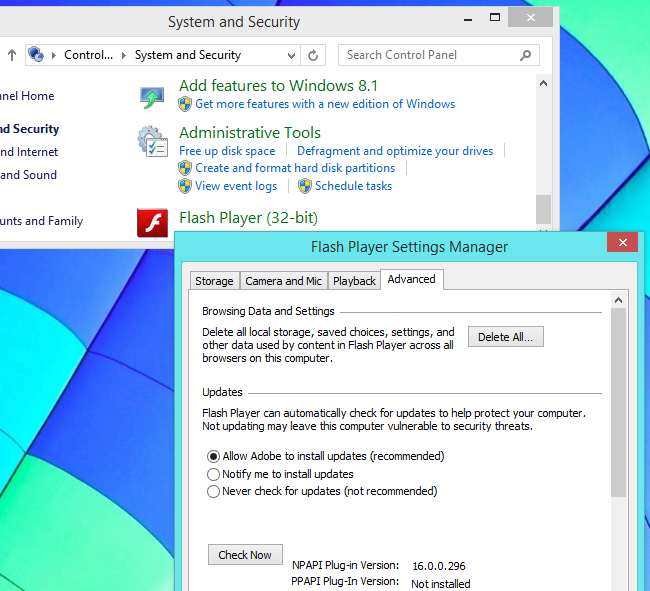 System and Security
Control... System and Security
Search Control Panel
nel Home
Add features to Windows 8.1
Get more features with a new edition of Windows
nd Security
Administrative Tools
nd Internet
Free up disk space Defragment and optimize your drives
and Sound
Create and format hard disk partitions
View event logs Schedule tasks
unts and Family
Flash Player (32-bit)
Flash Player Settings Manager
Storage Camera and Mic Playback Advanced
Browsing Data and Settings
Delete all local storage, saved choices, settings, and
other data used by content in Flash Player across all
browsers on this computer.
Delete All...
Updates
Flash Player can automatically check for updates to help protect your computer.
Not updating may leave this computer vulnerable to security threats.
Allow Adobe to install updates (recommended)
Notify me to install updates
Never check for updates (not recommended)
Check Now
NPAPI Plug-in Version: 16.0.0.296
PPAPI Plug-In Version: Not installed